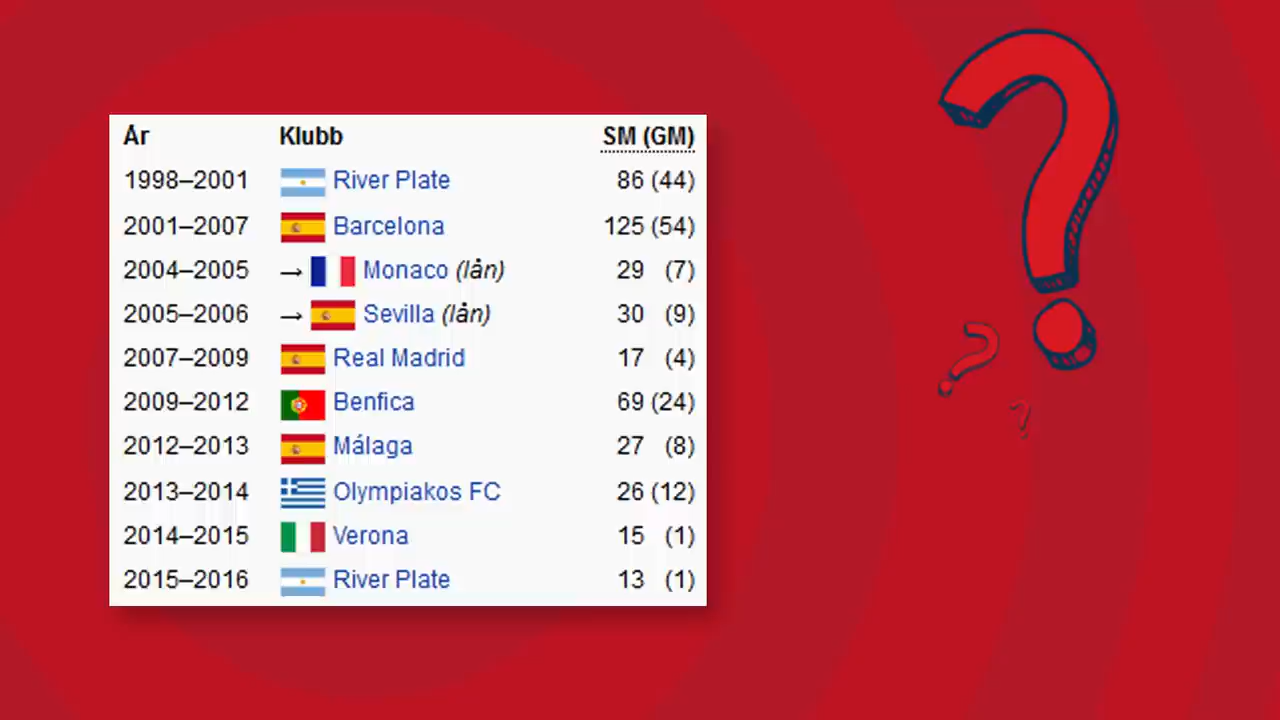 År Klubb SM (GM)
1998–2001 River Plate 86 (44)
2001–2007 Barcelona 125 (54)
2004–2005 → Monaco (lån) 29 (7)
2005–2006 → Sevilla (lån) 30 (9)
2007–2009 Real Madrid 17 (4)
2009–2012 Benfica 69 (24)
2012–2013 Málaga 27 (8)
2013–2014 Olympiakos FC 26 (12)
2014–2015 Verona 15 (1)
2015–2016 River Plate 13 (1)
?
?
?